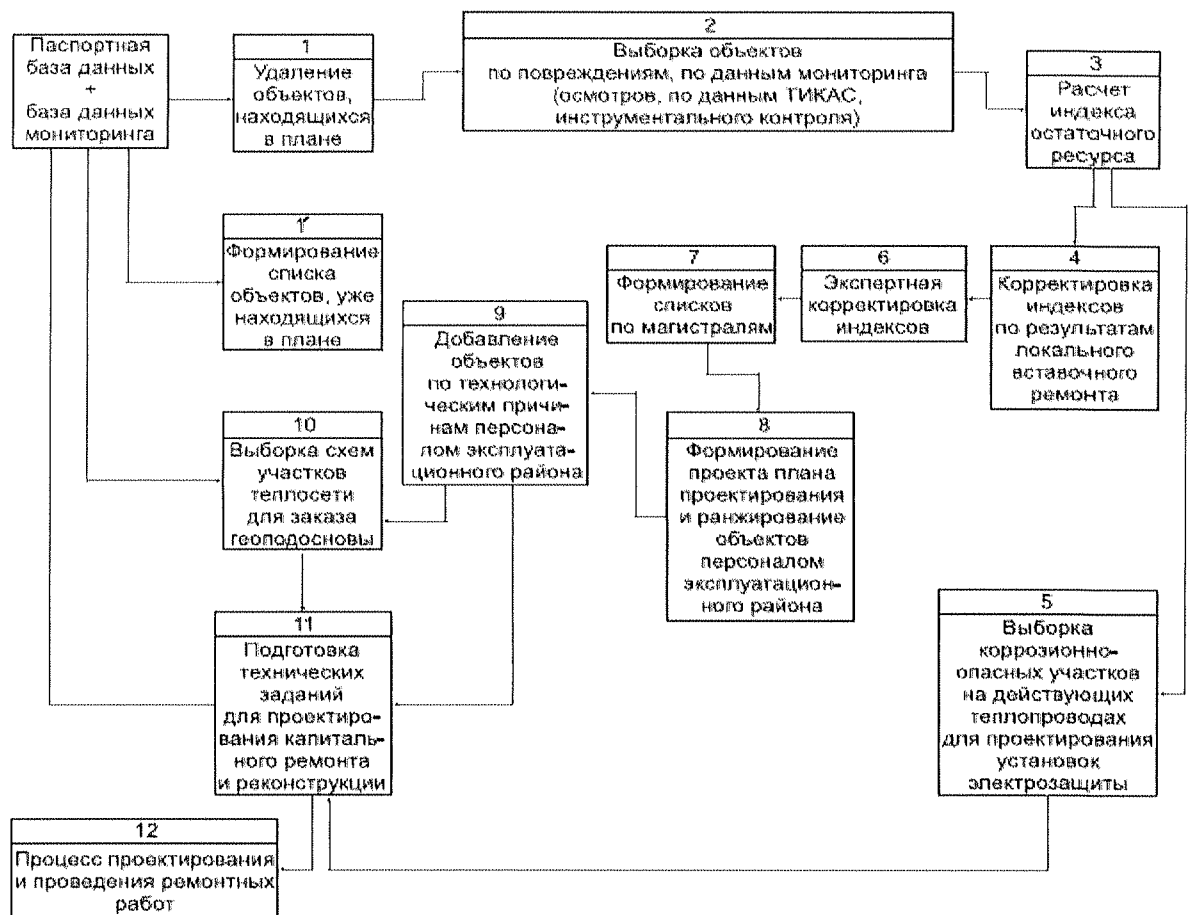 Паспортная
база данных
+
база данных
мониторинга
1
Удаление
объектов,
находящихся
в плане
2
Выборка объектов
по повреждениям, по данным мониторинга
(осмотров, по данным ТИКАС,
инструментального контроля)
3
Расчет
индекса
остаточного
ресурса
1'
Формирование
списка
объектов, уже
находящихся
в плане
4
Корректировка
индексов
по результатам
локального
вставочного
ремонта
6
Экспертная
корректировка
индексов
7
Формирование
списков
по магистралям
8
Формирование
проекта плана
проектирования
и ранжирование
объектов
персоналом
эксплуатацион-
ного района
9
Добавление
объектов
по технологи-
ческим причи-
нам персона-
лом эксплуата-
ционного района
10
Выборка схем
участков
теплосети
для заказа
геоподосновы
5
Выборка
коррозионно-
опасных участков
на действующих
теплопроводах
для проектирования
установок
электрозащиты
11
Подготовка
технических
заданий
для проектиро-
вания капиталь-
ного ремонта
и реконструкции
12
Процесс проектирования
и проведения ремонтных
работ